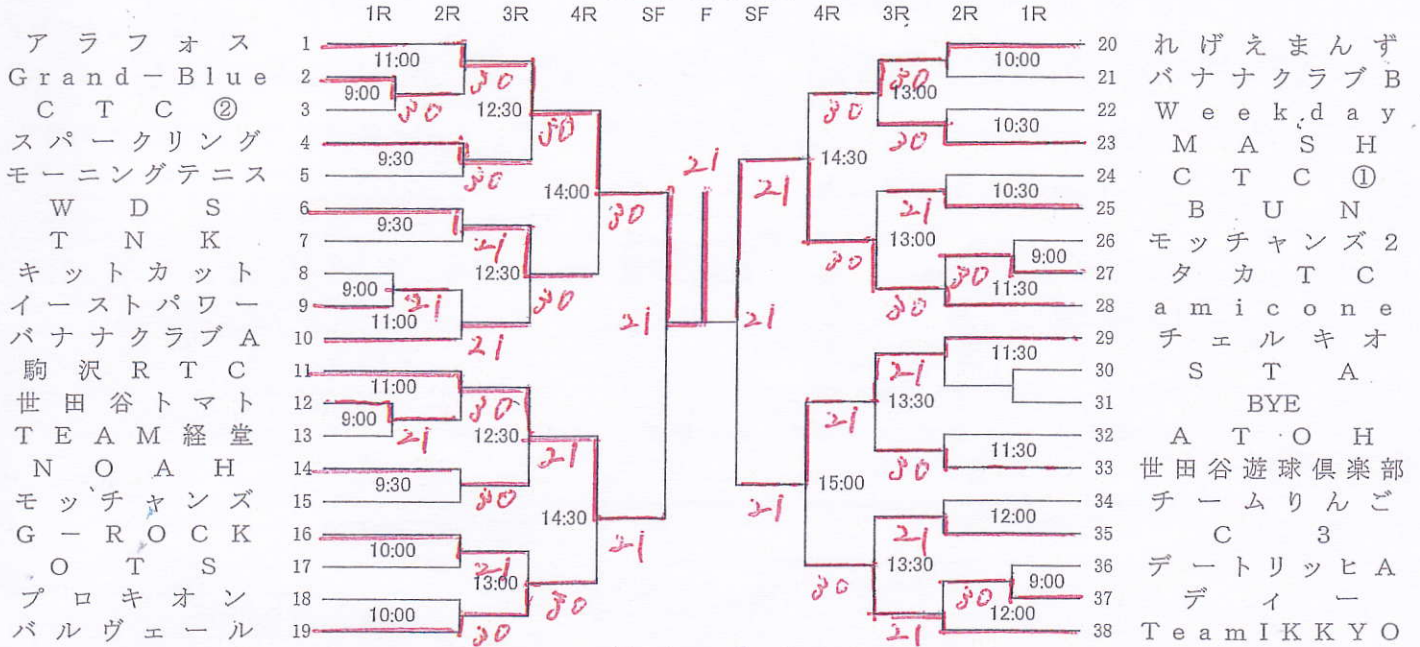 1R 2R 3R 4R SF F SF 4R 3R 2R 1R
アラフォス 1 20 れげえまんず
11:00 10:00
Grand－Blue 2 30 30 21 バナナクラブB
9:00 13:00
CTC② 3 30 12:30 30 22 Weekday
30 10:30
スパークリング 4 30 23 MASH
9:30 14:30
モーニングテニス 5 30 21 21 24 CTC①
14:00 10:30
WDS 6 30 21 25 BUN
9:30 13:00
TNK 7 21 30 26 モッチャンズ2
9:00
キットカット 8 12:30 30 27 タカTC
9:00 11:30
イーストパワー 9 21 30 30 28 amicone
11:00 21 21
バナナクラブA 10 21 29 チェルキオ
11:30
駒沢RTC 11 21 30 STA
11:00 13:30
世田谷トマト 12 30 21 31 BYE
9:00
TEAM経堂 13 21 12:30 32 ATOH
21 11:30
NOAH 14 30 33 世田谷遊球倶楽部
9:30 15:00
モッチャンズ 15 30 21 34 チームりんご
14:30 12:00
G－ROCK 16 21 21 35 C3
10:00 13:30
OTS 17 21 36 デートリッヒA
13:00 9:00
プロキオン 18 30 30 30 37 ディー
10:00 12:00
バルヴェール 19 30 21 38 TeamIKKYO